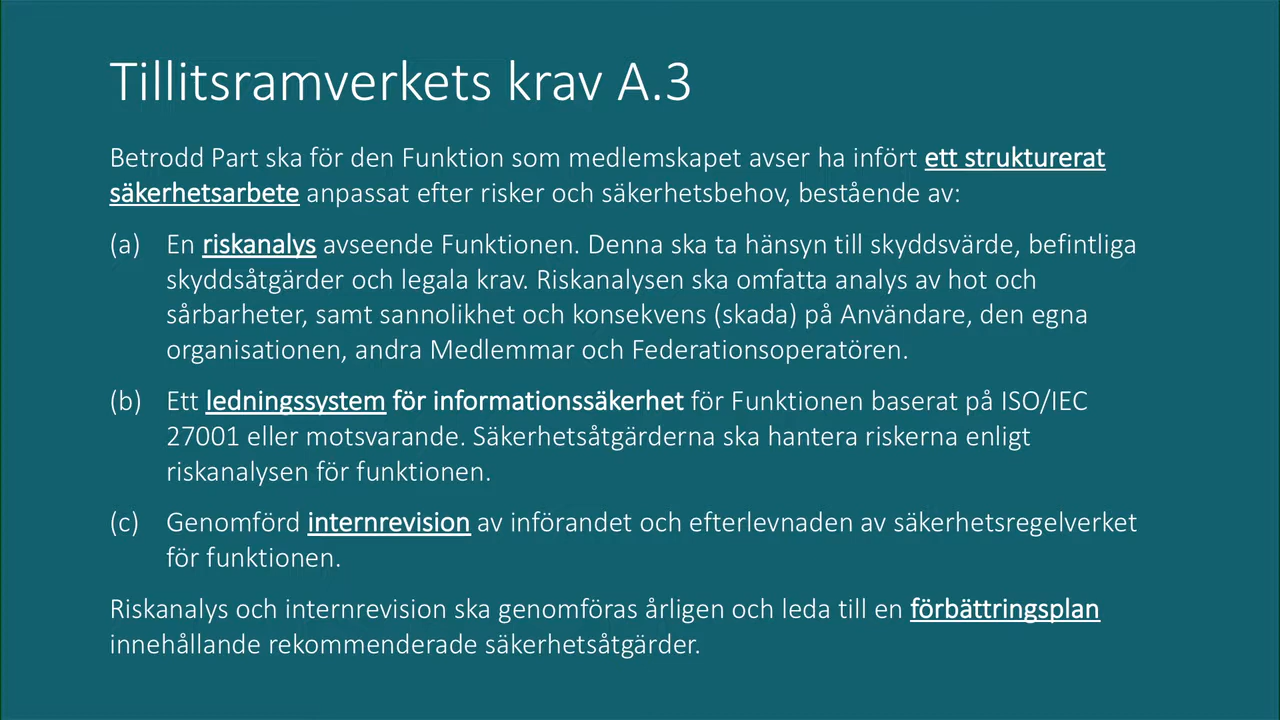 Tillitsramverkets krav A.3
Betrodd Part ska för den Funktion som medlemskapet avser ha infört ett strukturerat
säkerhetsarbete anpassat efter risker och säkerhetsbehov, bestående av:
(a) En riskanalys avseende Funktionen. Denna ska ta hänsyn till skyddsvärde, befintliga
skyddsåtgärder och legala krav. Riskanalysen ska omfatta analys av hot och
sårbarheter, samt sannolikhet och konsekvens (skada) på Användare, den egna
organisationen, andra Medlemmar och Federationsoperatören.
(b) Ett ledningssystem för informationssäkerhet för Funktionen baserat på ISO/IEC
27001 eller motsvarande. Säkerhetsåtgärderna ska hantera riskerna enligt
riskanalysen för funktionen.
(c) Genomförd internrevision av införandet och efterlevnaden av säkerhetsregelverket
för funktionen.
Riskanalys och internrevision ska genomföras årligen och leda till en förbättringsplan
innehållande rekommenderade säkerhetsåtgärder.